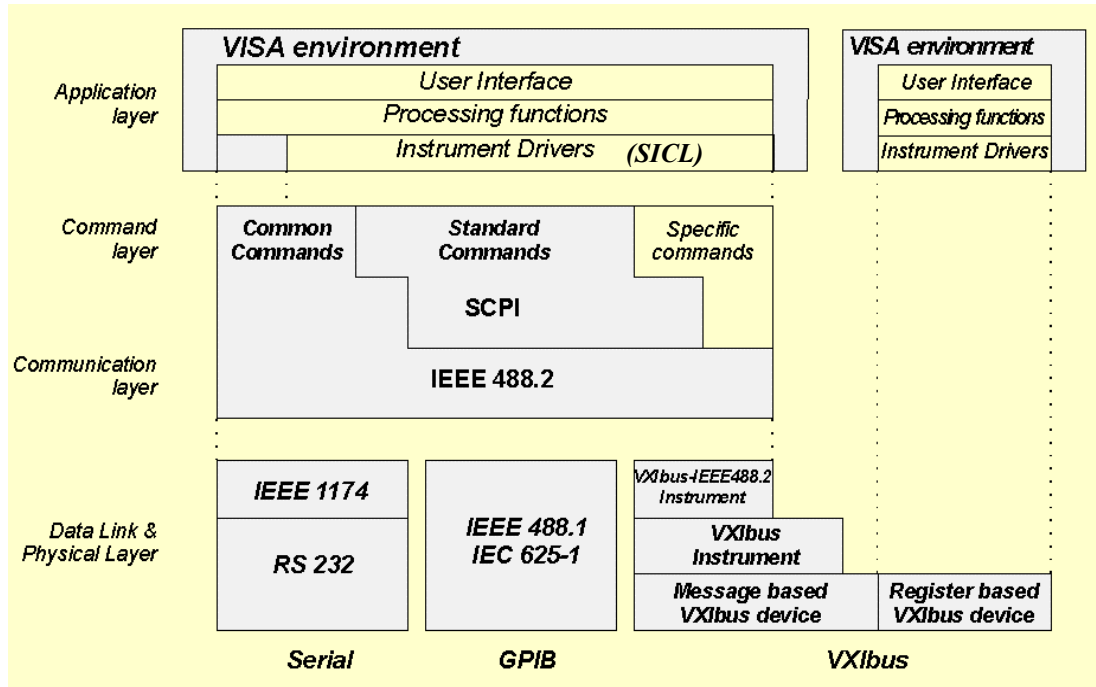 VISA environment
User Interface
Processing functions
Instrument Drivers (SICL)
VISA environment
User Interface
Processing functions
Instrument Drivers
Application
layer
Command
layer
Common
Commands
Standard
Commands
Specific
commands
SCPI
Communication
layer
IEEE 488.2
Data Link &
Physical Layer
IEEE 1174
RS 232
IEEE 488.1
IEC 625-1
VXIbus-IEEE488.2
Instrument
VXIbus
Instrument
Message based
VXIbus device
Register based
VXIbus device
Serial
GPIB
VXIbus